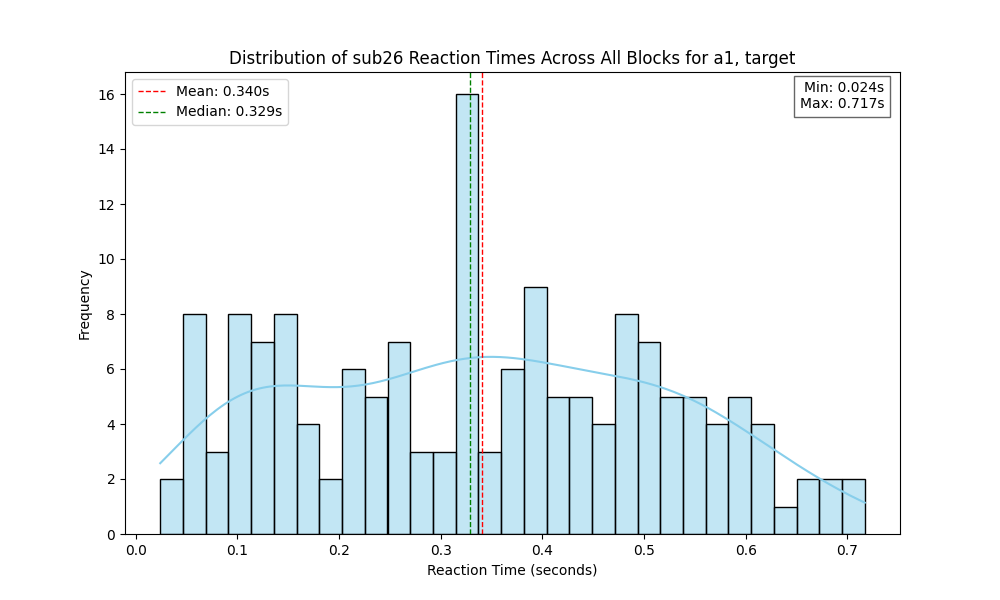 Distribution of sub26 Reaction Times Across All Blocks for a1, target
Mean: 0.340s
Median: 0.329s
Min: 0.024s
Max: 0.717s
16
14
12
10
8
6
4
2
0
Frequency
0.0 0.1 0.2 0.3 0.4 0.5 0.6 0.7
Reaction Time (seconds)